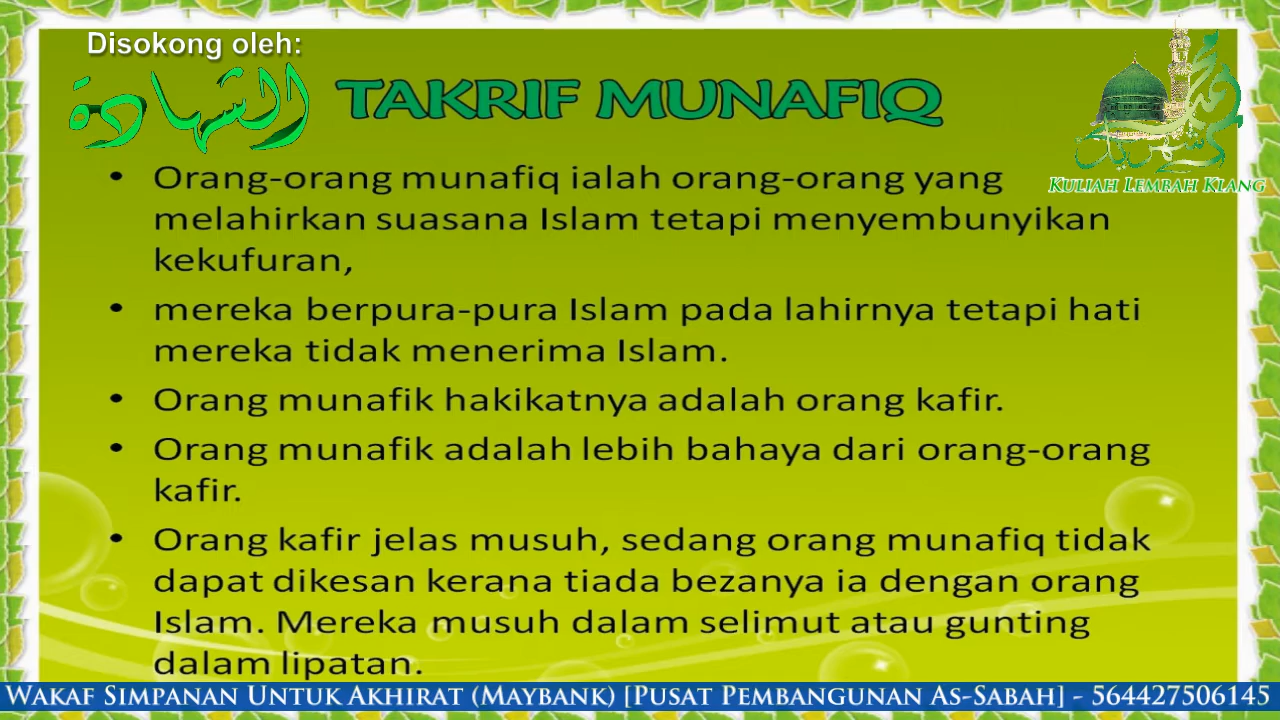 Disokong oleh:
الشهادة
TAKRIF MUNAFIQ
KULIAH LEMBAH KLANG
• Orang-orang munafiq ialah orang-orang yang
melahirkan suasana Islam tetapi menyembunyikan
kekufuran,
• mereka berpura-pura Islam pada lahirnya tetapi hati
mereka tidak menerima Islam.
• Orang munafik hakikatnya adalah orang kafir.
• Orang munafik adalah lebih bahaya dari orang-orang
kafir.
• Orang kafir jelas musuh, sedang orang munafiq tidak
dapat dikesan kerana tiada bezanya ia dengan orang
Islam. Mereka musuh dalam selimut atau gunting
dalam lipatan.
WAKAF SIMPANAN UNTUK AKHIRAT (MAYBANK) [PUSAT PEMBANGUNAN AS-SABAH] - 564427506145